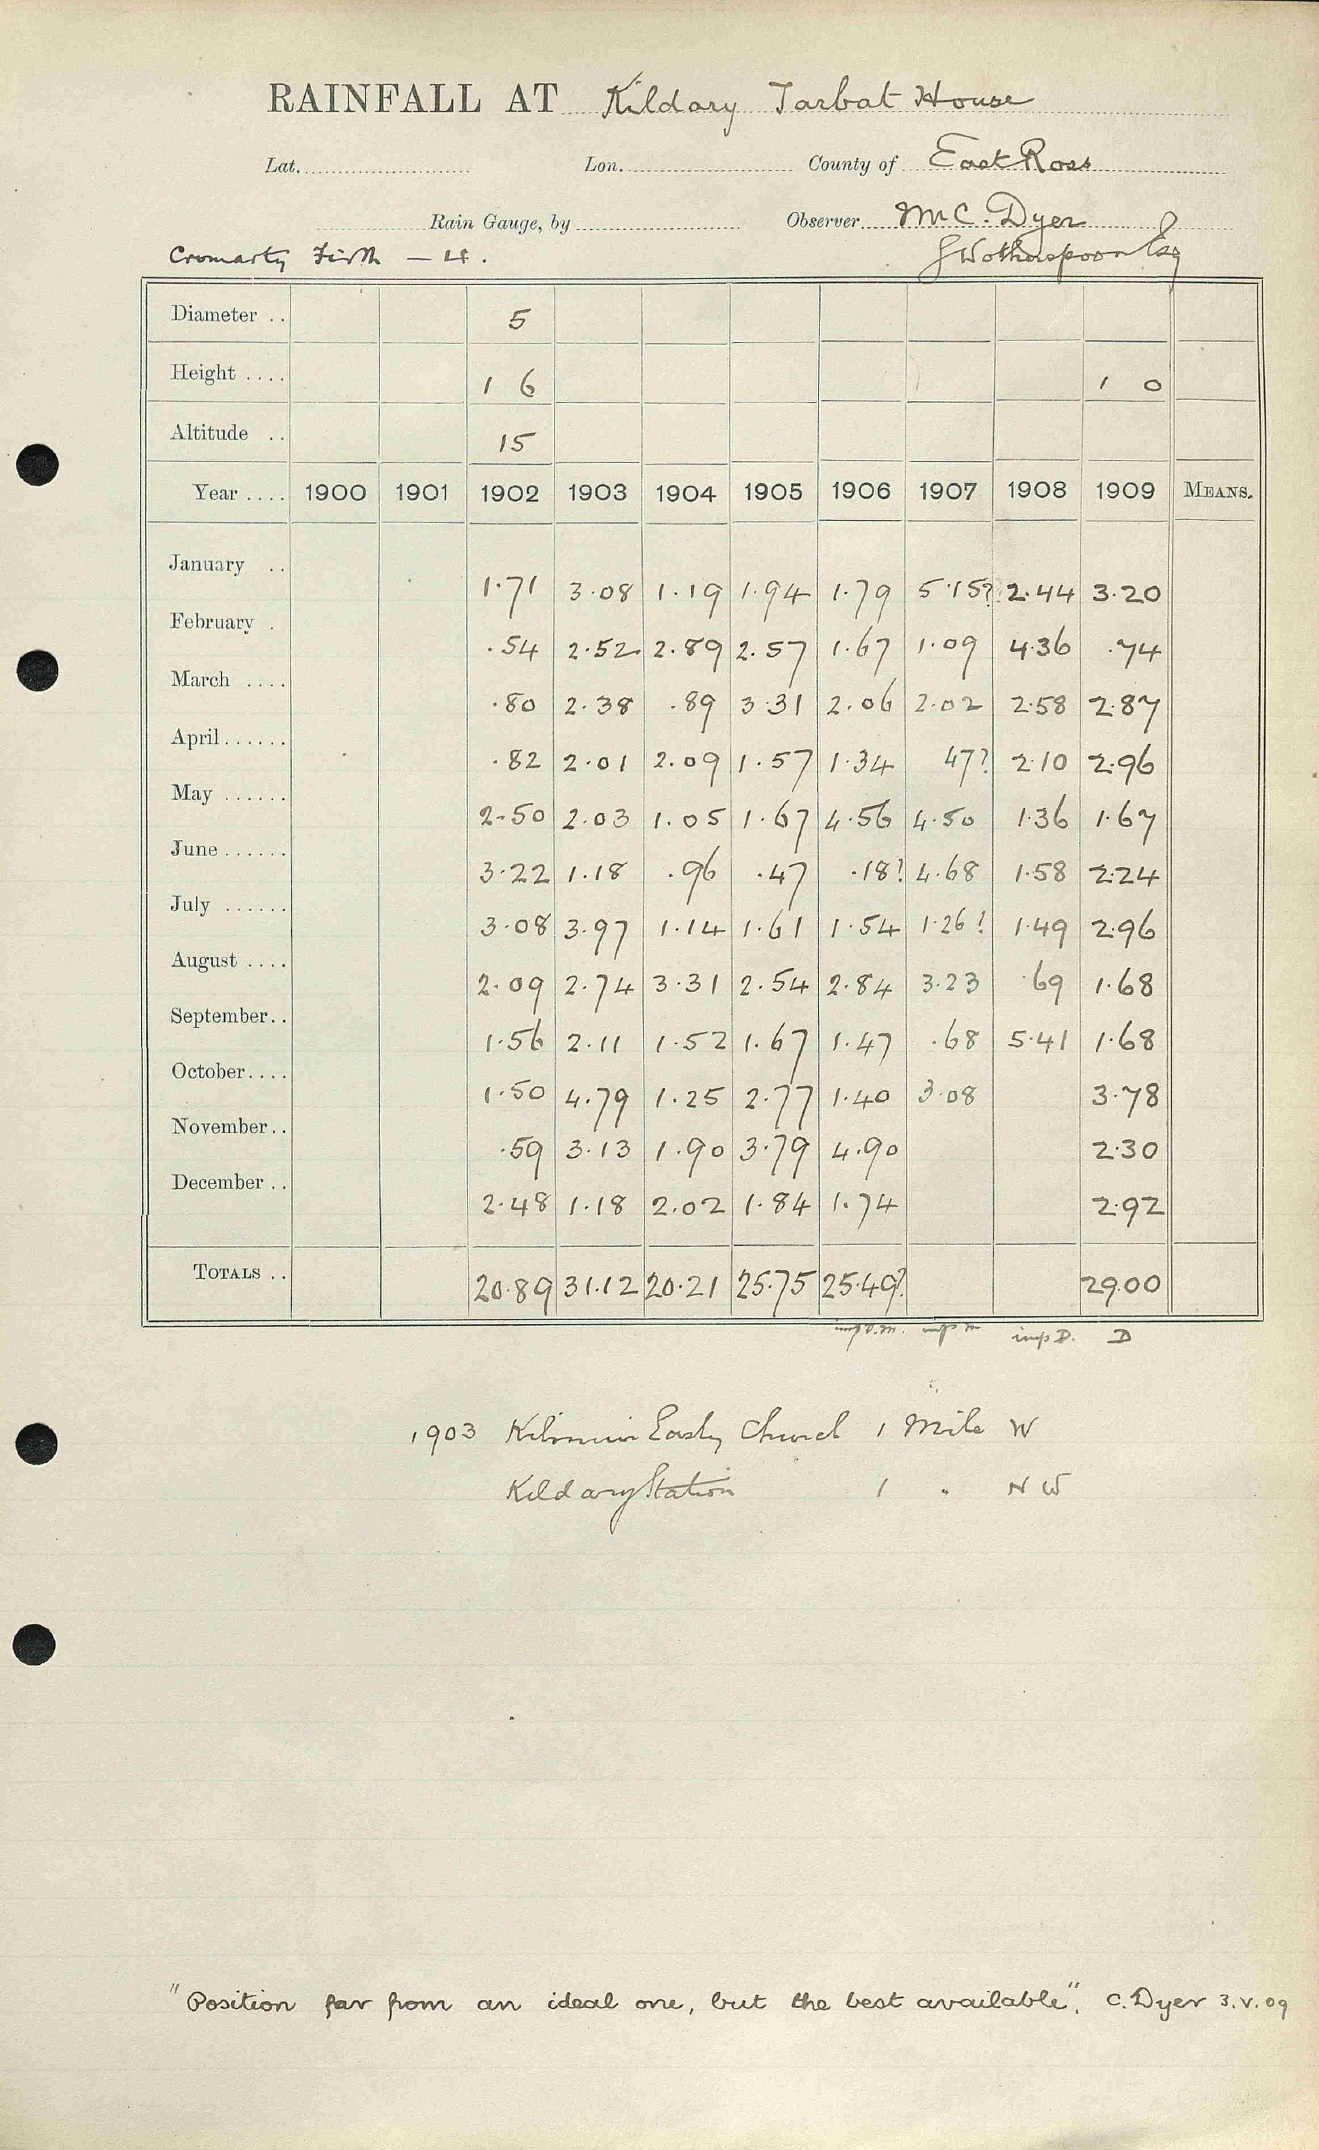 RAINFALL AT Kildary Tarbat House
Lat. Lon. County of East Ross
Rain Gauge, by Observer Mr C. Dyer
Cromarty Firth — 4. J Wotherspoon Esq
Diameter .. 5
Height .... 1 6 1 0
Altitude .. 15
Year .... 1900 1901 1902 1903 1904 1905 1906 1907 1908 1909 MEANS.
January .. 1.71 3.08 1.19 1.94 1.79 5.15? 2.44 3.20
February . .54 2.52 2.89 2.57 1.67 1.09 4.36 .74
March .... .80 2.38 .89 3.31 2.06 2.02 2.58 2.87
April...... .82 2.01 2.09 1.57 1.34 47? 2.10 2.96
May ...... 2.50 2.03 1.05 1.67 4.56 4.50 1.36 1.67
June...... 3.22 1.18 .96 .47 .18? 4.68 1.58 2.24
July ...... 3.08 3.97 1.14 1.61 1.54 1.26? 1.49 2.96
August .... 2.09 2.74 3.31 2.54 2.84 3.23 .69 1.68
September.. 1.56 2.11 1.52 1.67 1.47 .68 5.41 1.68
October.... 1.50 4.79 1.25 2.77 1.40 3.08 3.78
November.. .59 3.13 1.90 3.79 4.90 2.30
December .. 2.48 1.18 2.02 1.84 1.74 2.92
TOTALS .. 20.89 31.12 20.21 25.75 25.49? 29.00
imp D. D
1903 Kilmuir Easty Church 1 Mile W
Kildary Station 1 " NW
"Position far from an ideal one, but the best available". C. Dyer 3.V.09